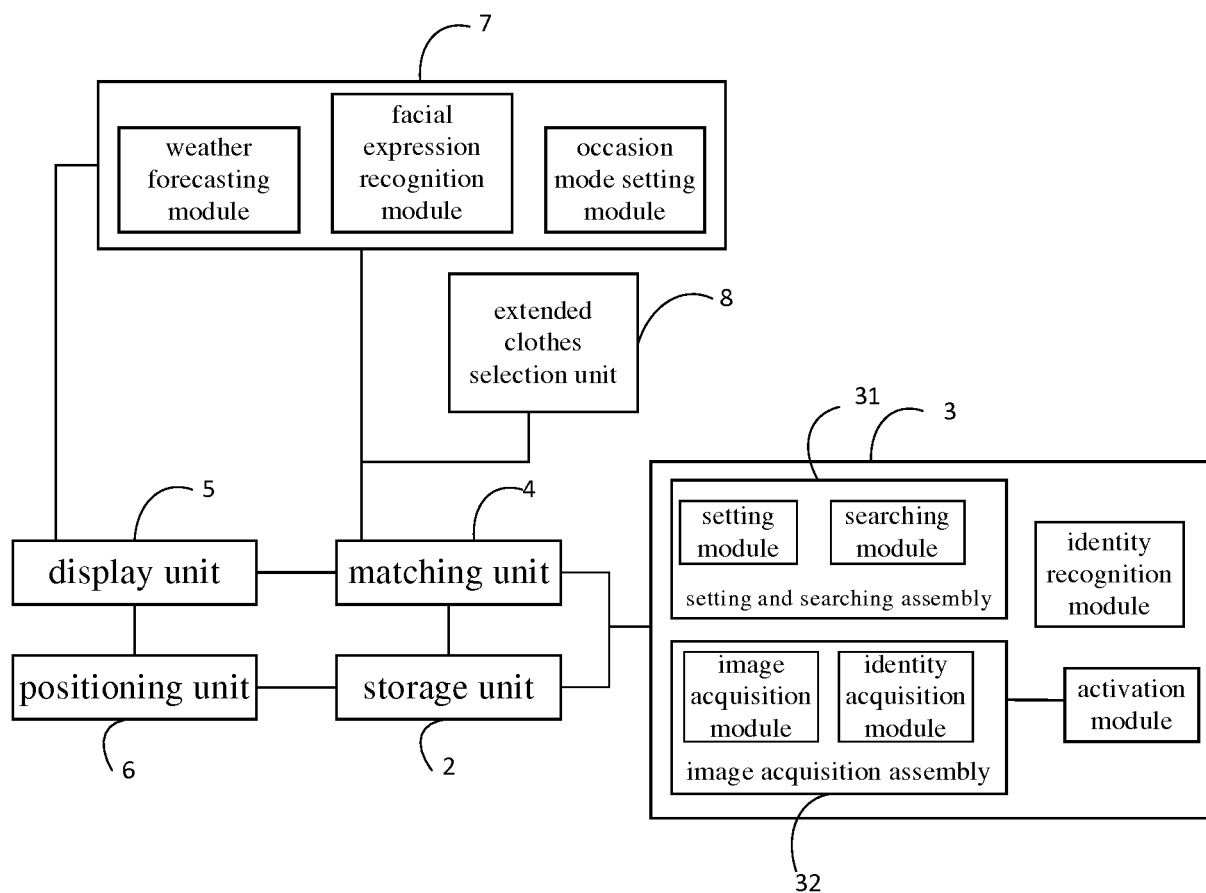 7
weather
forecasting
module
facial
expression
recognition
module
occasion
mode setting
module
extended
clothes
selection unit
8
31
3
5
4
display unit
matching unit
positioning unit
storage unit
6
2
setting
module
searching
module
setting and searching assembly
identity
recognition
module
image
acquisition
module
identity
acquisition
module
image acquisition assembly
activation
module
32